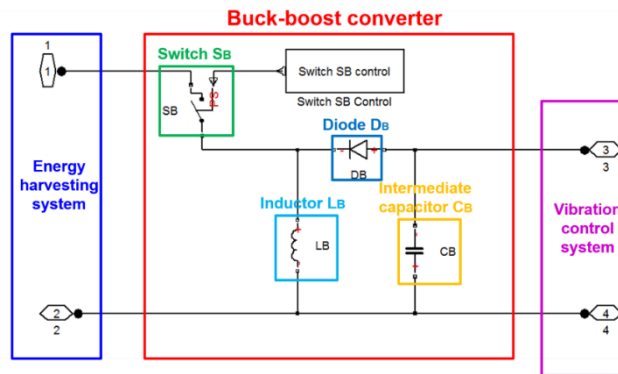 Buck-boost converter
1
Switch SB
1
PS
Switch SB control
SB
Switch SB Control
Diode DB
- +
3
DB
3
Energy
harvesting
system
Inductor LB
Intermediate
capacitor CB
Vibration
control
system
+
-
LB
-
+
CB
2
2
4
4